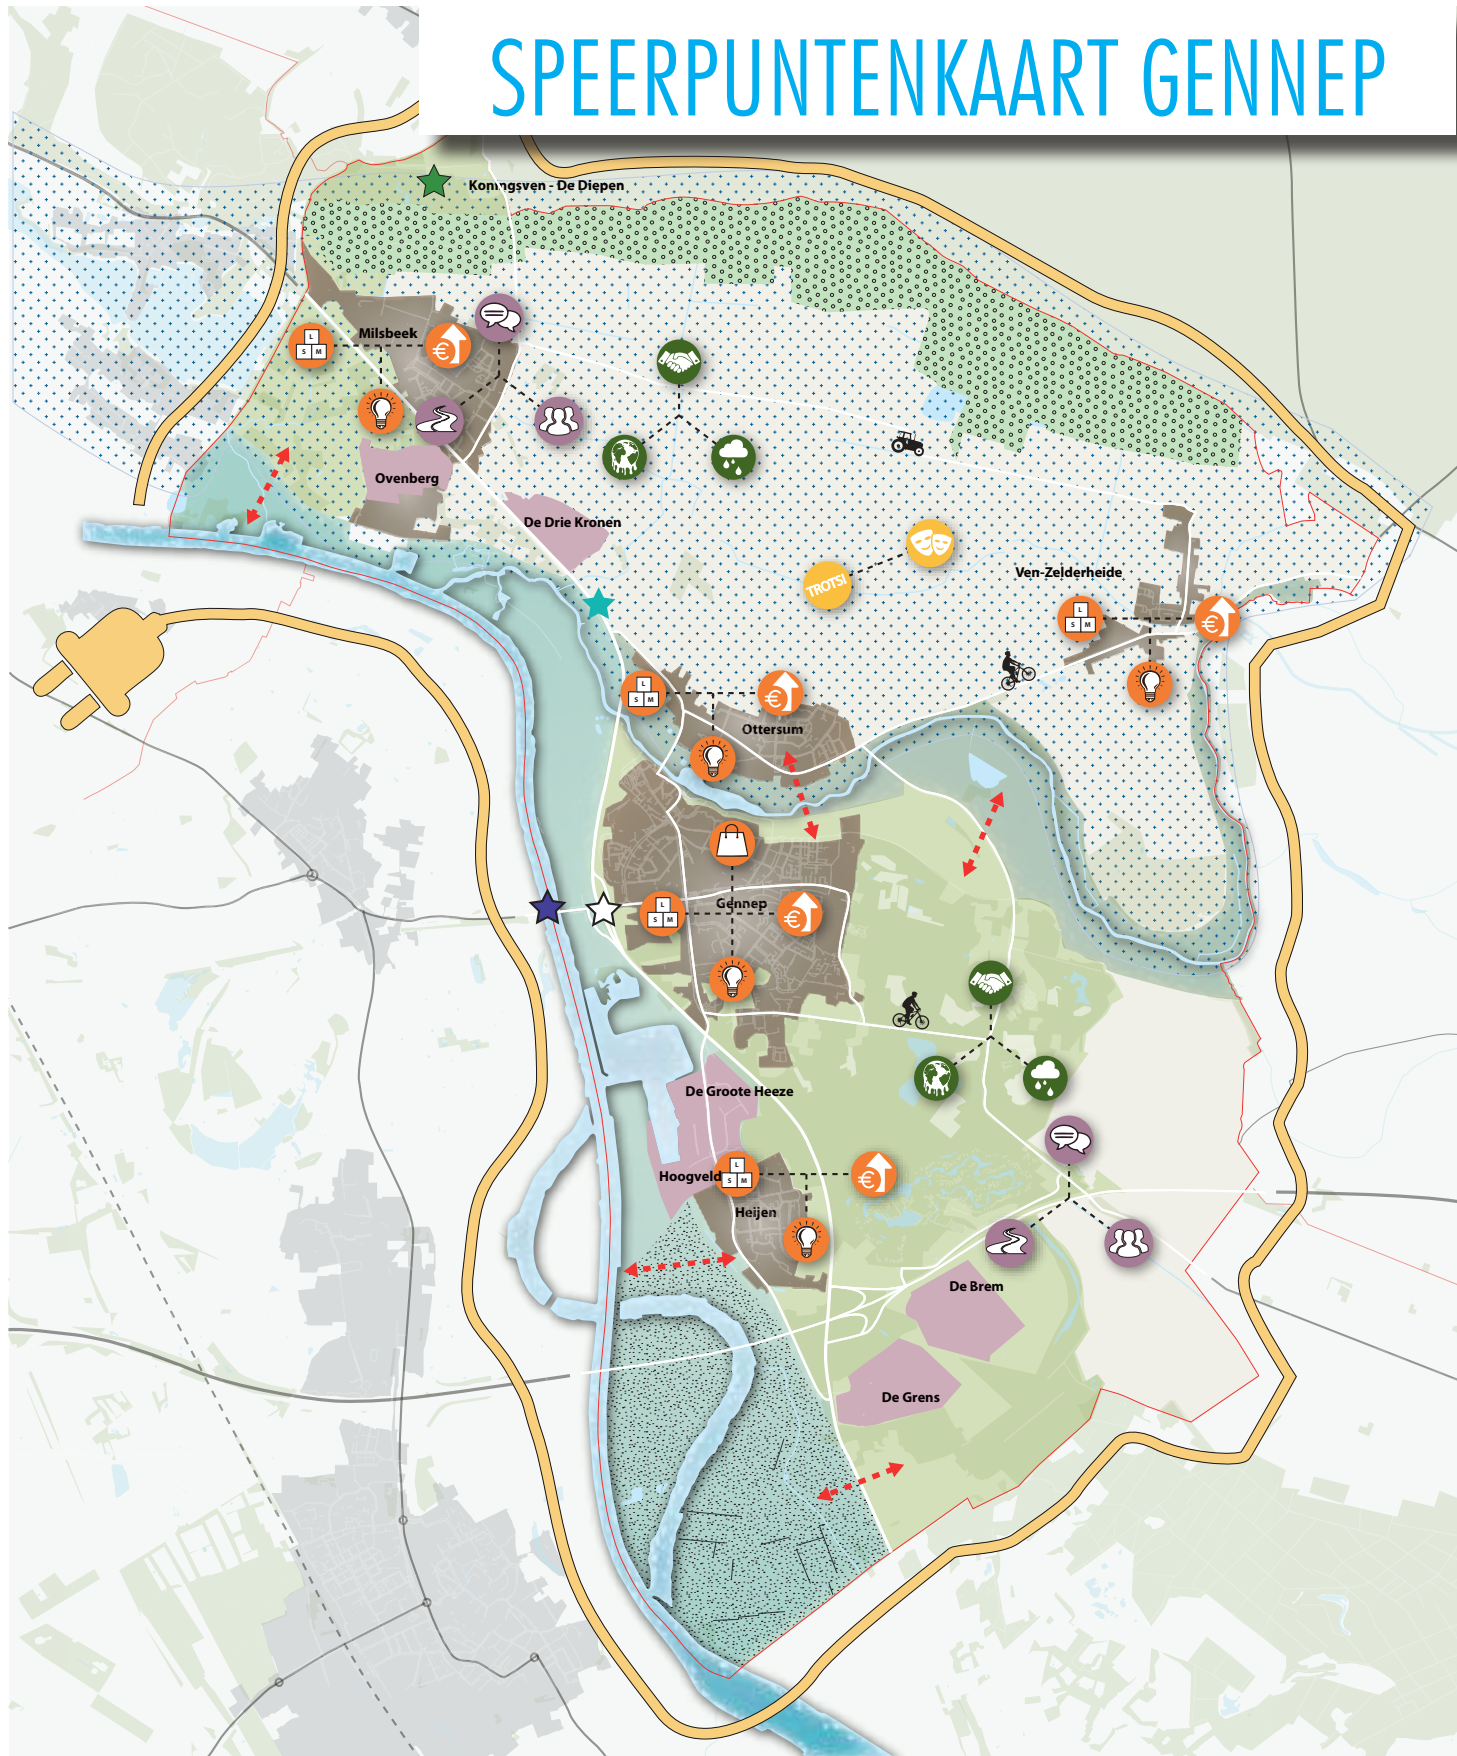 SPEERPUNTENKAART GENNEP
Koningsven - De Diepen
Milsbeek
L
S M
€
Ovenberg
De Drie Kronen
TROTS!
Ven-Zelderheide
L
S M
€
L
S M
€
Ottersum
Gennep
L
S M
€
De Groote Heeze
Hoogveld
L
S M
€
Heijen
De Brem
De Grens